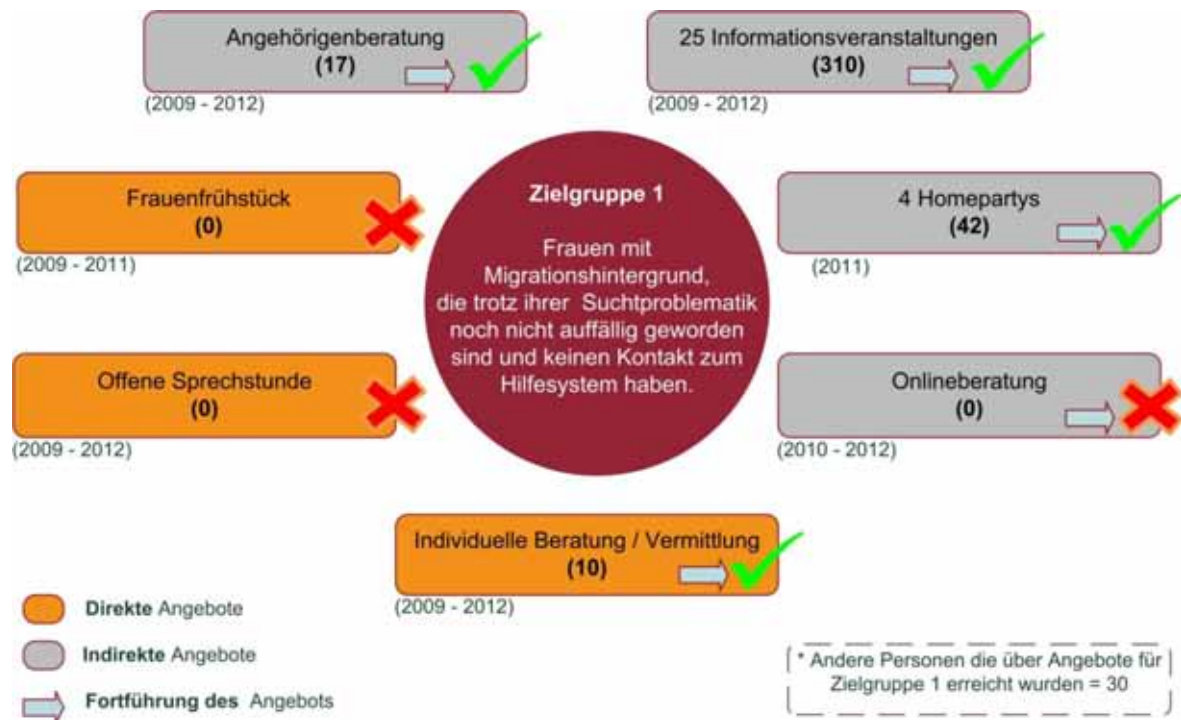 Angehörigenberatung
(17)
(2009 - 2012)
25 Informationsveranstaltungen
(310)
(2009 - 2012)
Frauenfrühstück
(0)
(2009 - 2011)
Zielgruppe 1
Frauen mit
Migrationshintergrund,
die trotz ihrer Suchtproblematik
noch nicht auffällig geworden
sind und keinen Kontakt zum
Hilfesystem haben.
4 Homepartys
(42)
(2011)
Offene Sprechstunde
(0)
(2009 - 2012)
Onlineberatung
(0)
(2010 - 2012)
Individuelle Beratung / Vermittlung
(10)
(2009 - 2012)
Direkte Angebote
Indirekte Angebote
Fortführung des Angebots
* Andere Personen die über Angebote für
Zielgruppe 1 erreicht wurden = 30